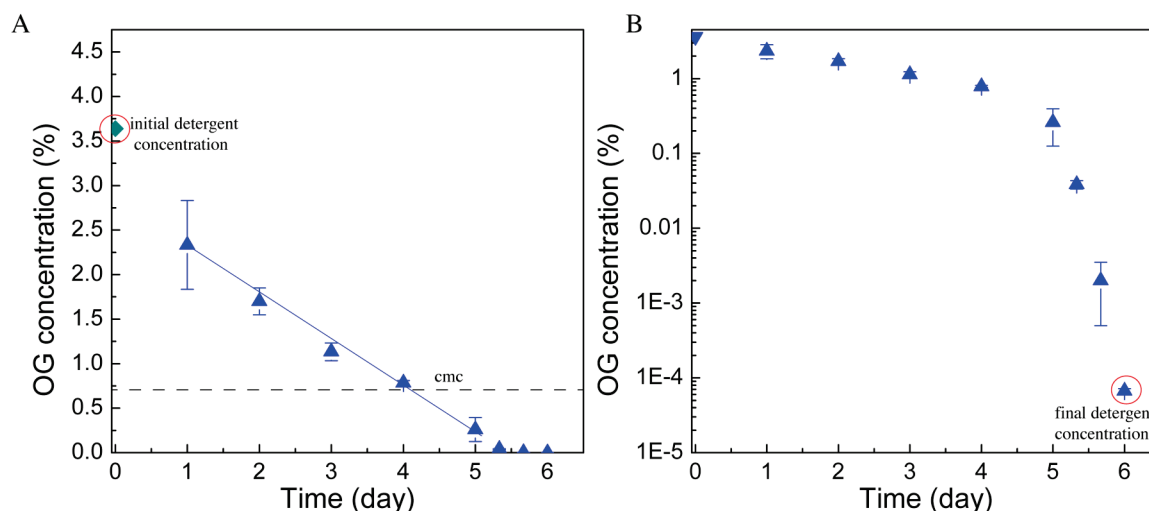 A
OG concentration (%)
4.5
4.0
3.5
3.0
2.5
2.0
1.5
1.0
0.5
0.0
initial detergent
concentration
cmc
0 1 2 3 4 5 6
Time (day)
B
OG concentration (%)
1
0.1
0.01
1E-3
1E-4
1E-5
final detergen
concentration
0 1 2 3 4 5 6
Time (day)